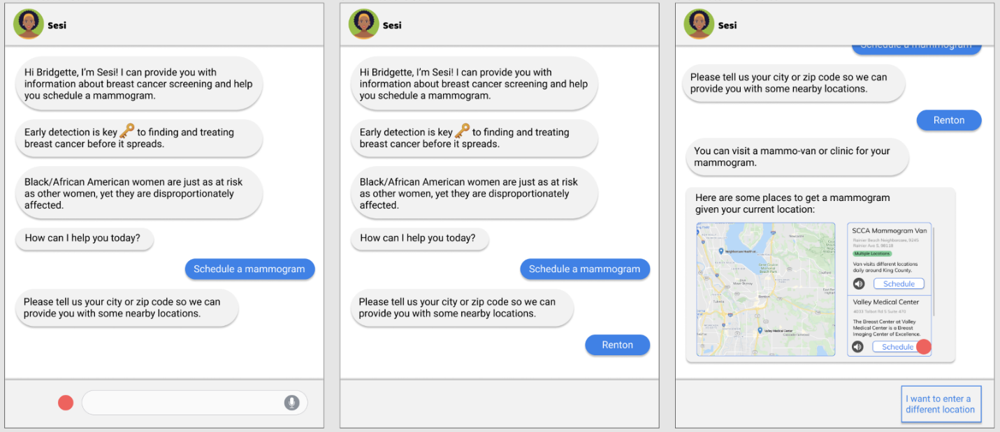 Sesi
Hi Bridgette, I'm Sesi! I can provide you with
information about breast cancer screening and help
you schedule a mammogram.
Early detection is key 🔑 to finding and treating
breast cancer before it spreads.
Black/African American women are just as at risk
as other women, yet they are disproportionately
affected.
How can I help you today?
Schedule a mammogram
Please tell us your city or zip code so we can
provide you with some nearby locations.
Sesi
Hi Bridgette, I'm Sesi! I can provide you with
information about breast cancer screening and help
you schedule a mammogram.
Early detection is key 🔑 to finding and treating
breast cancer before it spreads.
Black/African American women are just as at risk
as other women, yet they are disproportionately
affected.
How can I help you today?
Schedule a mammogram
Please tell us your city or zip code so we can
provide you with some nearby locations.
Renton
Sesi
Schedule a mammogram
Please tell us your city or zip code so we can
provide you with some nearby locations.
Renton
You can visit a mammo-van or clinic for your
mammogram.
Here are some places to get a mammogram
given your current location:
Newcastle
Renton
Tukwila
Valley Medical Center
SCCA Mammogram Van
Rainier Beach Neighborcare, 9245
Rainier Ave S, 98118
Multiple Locations
Van visits different locations
daily around King County.
Schedule
Valley Medical Center
4033 Talbot Rd S Suite 470
The Breast Center at Valley
Medical Center is a Breast
Imaging Center of Excellence.
Schedule
I want to enter a
different location